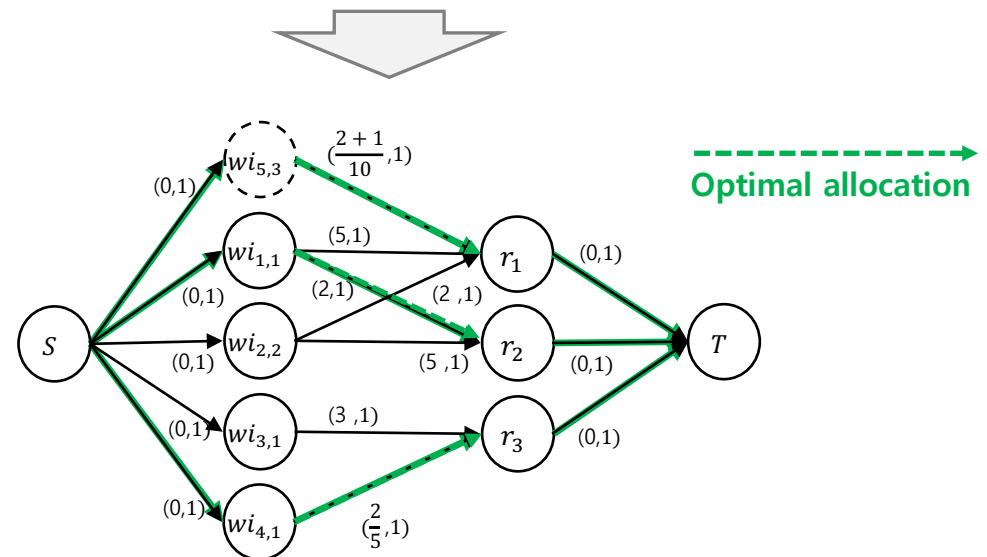 wi5,3
(2 + 1
10 ,1)
(0,1)
Optimal allocation
wi1,1
(5,1)
r1
(0,1)
(0,1)
(2,1)
(2 ,1)
S
wi2,2
(0,1)
(5 ,1)
r2
(0,1)
T
wi3,1
(3 ,1)
r3
(0,1)
(0,1)
wi4,1
(0,1)
(2
5 ,1)